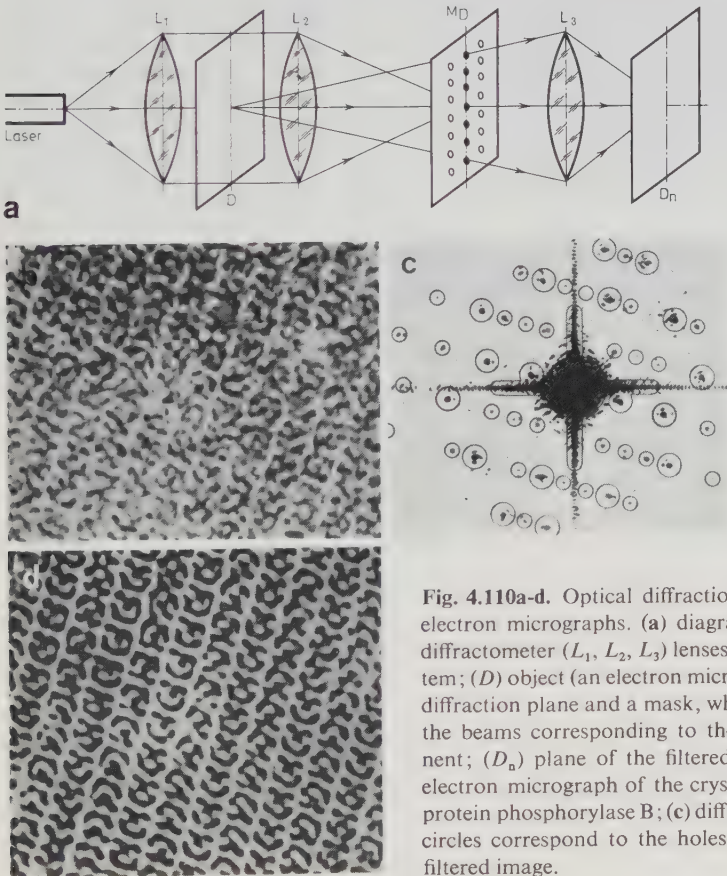 L₁
L₂
M_D
L₃
Laser
D
Dₙ
a
b
c
d
Fig. 4.110a-d. Optical diffractio
electron micrographs. (a) diagra
diffractometer (L₁, L₂, L₃) lenses
tem; (D) object (an electron micr
diffraction plane and a mask, wh
the beams corresponding to the
nent; (Dₙ) plane of the filtered
electron micrograph of the crys
protein phosphorylase B; (c) diff
circles correspond to the holes
filtered image.